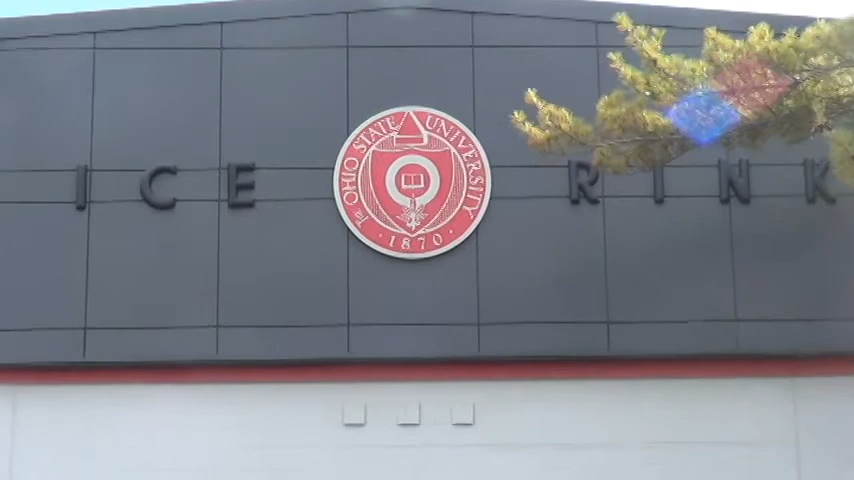 ICE RINK
THE OHIO STATE UNIVERSITY
· 1870 ·